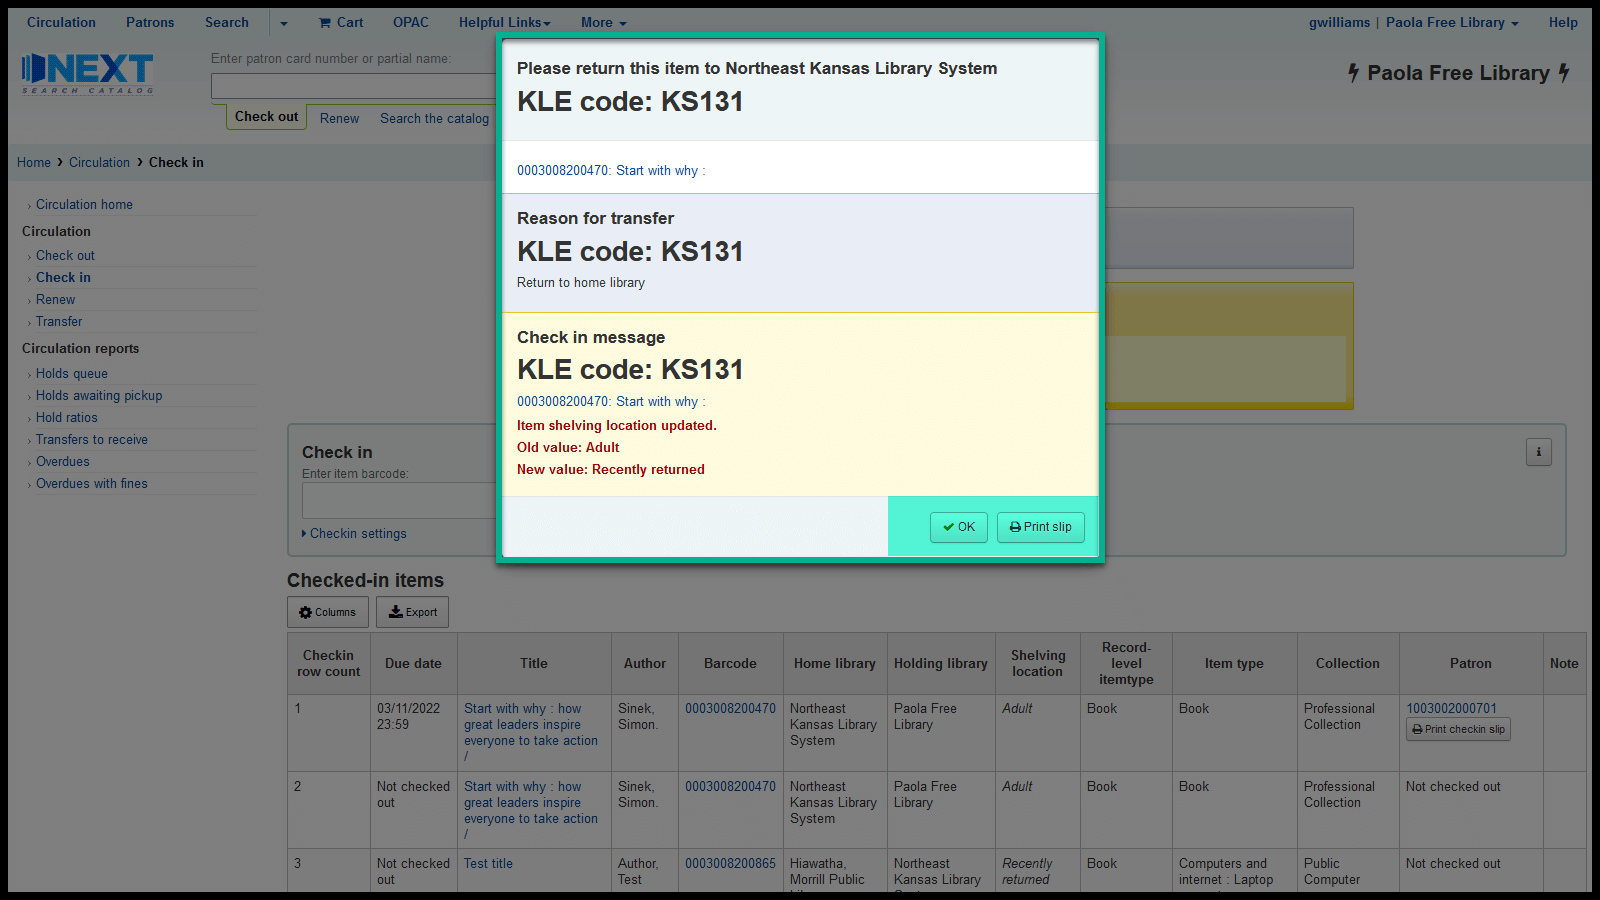 Circulation Patrons Search Cart OPAC Helpful Links More gwilliams | Paola Free Library Help
NEXT
SEARCH CATALOG
Enter patron card number or partial name:
Check out Renew Search the catalog
Paola Free Library
Home Circulation Check in
Circulation home
Circulation
Check out
Check in
Renew
Transfer
Circulation reports
Holds queue
Holds awaiting pickup
Hold ratios
Transfers to receive
Overdues
Overdues with fines
Please return this item to Northeast Kansas Library System
KLE code: KS131
0003008200470: Start with why :
Reason for transfer
KLE code: KS131
Return to home library
Check in message
KLE code: KS131
0003008200470: Start with why :
Item shelving location updated.
Old value: Adult
New value: Recently returned
OK Print slip
Check in
Enter item barcode:
Checkin settings
i
Checked-in items
Columns Export
Checkin row count Due date Title Author Barcode Home library Holding library Shelving location Record-level itemtype Item type Collection Patron Note
1 03/11/2022 23:59 Start with why : how great leaders inspire everyone to take action / Sinek, Simon. 0003008200470 Northeast Kansas Library System Paola Free Library Adult Book Book Professional Collection 1003002000701 Print checkin slip
2 Not checked out Start with why : how great leaders inspire everyone to take action / Sinek, Simon. 0003008200470 Northeast Kansas Library System Paola Free Library Adult Book Book Professional Collection Not checked out
3 Not checked out Test title Author, Test 0003008200865 Hiawatha, Morrill Public Northeast Kansas Library Recently returned Book Computers and internet : Laptop Public Computer Not checked out